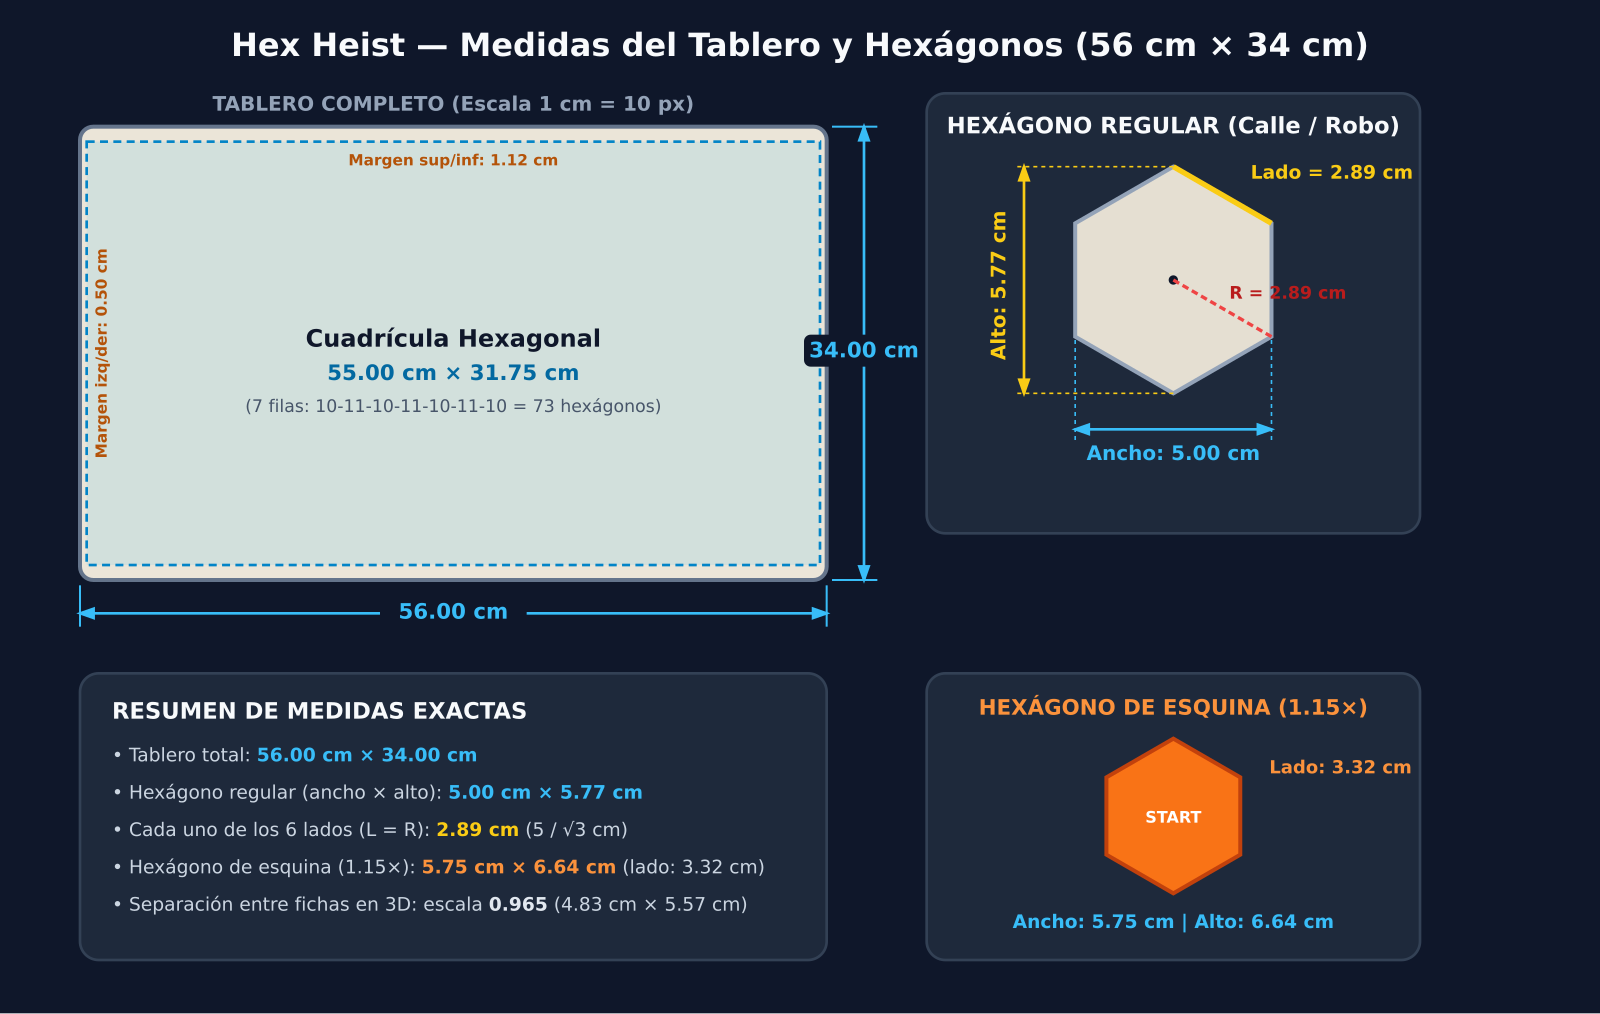 Hex Heist — Medidas del Tablero y Hexágonos (56 cm × 34 cm)
TABLERO COMPLETO (Escala 1 cm = 10 px)
Margen sup/inf: 1.12 cm
Margen izq/der: 0.50 cm
Cuadrícula Hexagonal
55.00 cm × 31.75 cm
(7 filas: 10-11-10-11-10-11-10 = 73 hexágonos)
34.00 cm
56.00 cm
HEXÁGONO REGULAR (Calle / Robo)
Lado = 2.89 cm
Alto: 5.77 cm
R = 2.89 cm
Ancho: 5.00 cm
RESUMEN DE MEDIDAS EXACTAS
• Tablero total: 56.00 cm × 34.00 cm
• Hexágono regular (ancho × alto): 5.00 cm × 5.77 cm
• Cada uno de los 6 lados (L = R): 2.89 cm (5 / √3 cm)
• Hexágono de esquina (1.15×): 5.75 cm × 6.64 cm (lado: 3.32 cm)
• Separación entre fichas en 3D: escala 0.965 (4.83 cm × 5.57 cm)
HEXÁGONO DE ESQUINA (1.15×)
Lado: 3.32 cm
START
Ancho: 5.75 cm | Alto: 6.64 cm